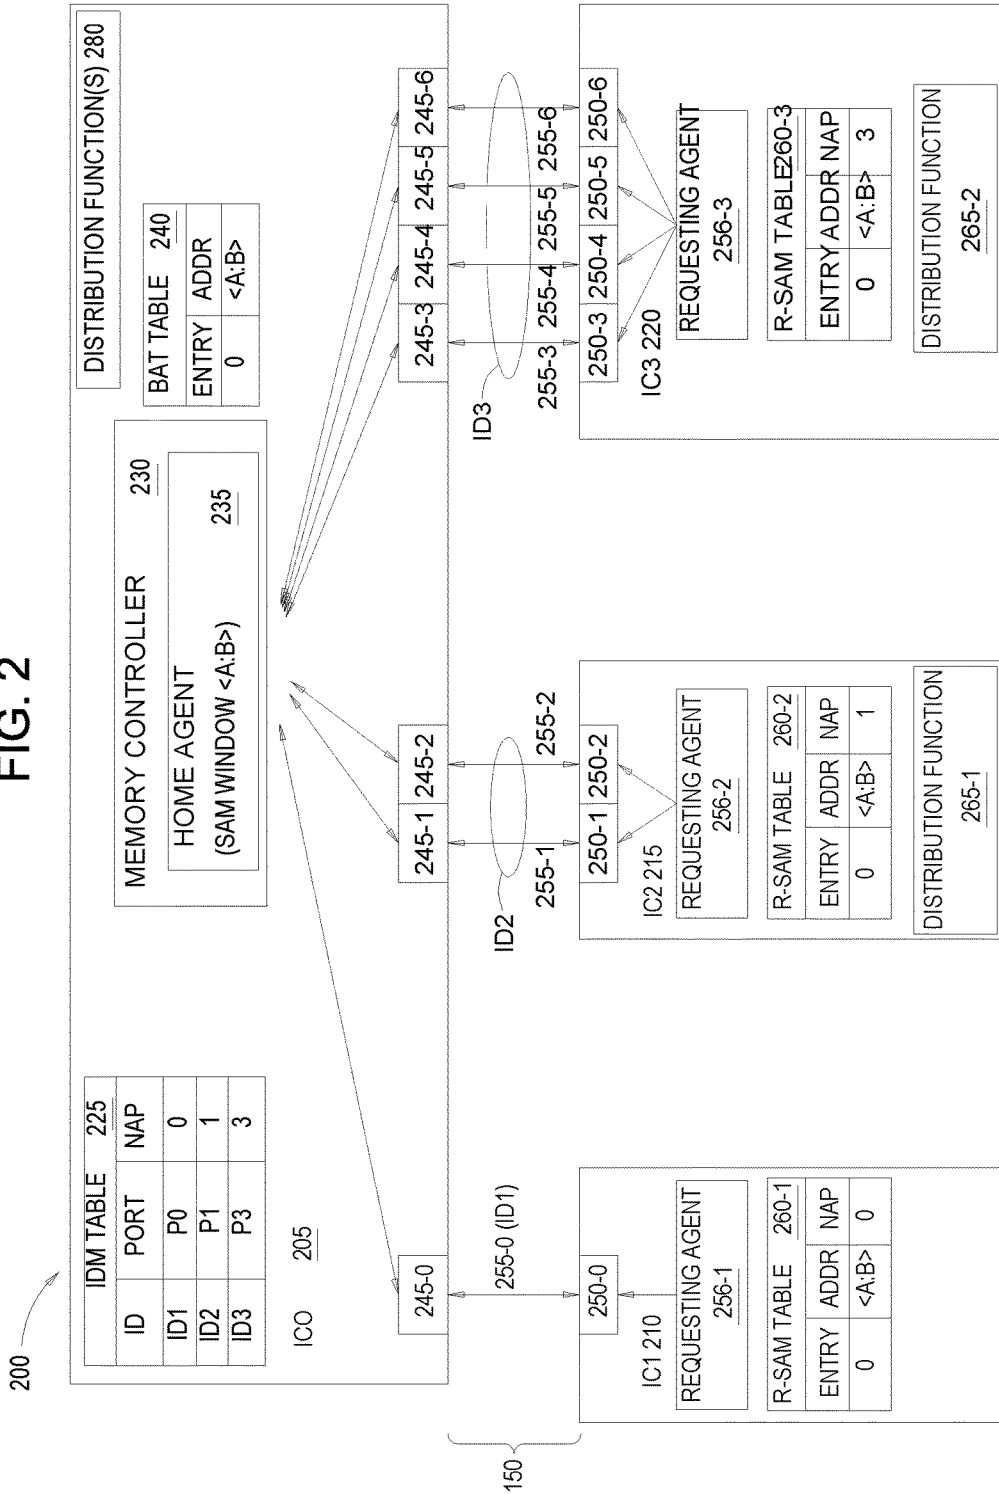 FIG. 2
200
IDM TABLE 225
ID PORT NAP
ID1 P0 0
ID2 P1 1
ID3 P3 3
ICO 205
MEMORY CONTROLLER 230
HOME AGENT
(SAM WINDOW <A:B>) 235
BAT TABLE 240
ENTRY ADDR
0 <A:B>
DISTRIBUTION FUNCTION(S) 280
245-0
245-1
245-2
245-3
245-4
245-5
245-6
150
255-0 (ID1)
ID2
255-1
255-2
ID3
255-3
255-4
255-5
255-6
250-0
250-1
250-2
250-3
250-4
250-5
250-6
IC1 210
REQUESTING AGENT
256-1
R-SAM TABLE 260-1
ENTRY ADDR NAP
0 <A:B> 0
IC2 215
REQUESTING AGENT
256-2
R-SAM TABLE 260-2
ENTRY ADDR NAP
0 <A:B> 1
DISTRIBUTION FUNCTION
265-1
IC3 220
REQUESTING AGENT
256-3
R-SAM TABLE260-3
ENTRY ADDR NAP
0 <A:B> 3
DISTRIBUTION FUNCTION
265-2